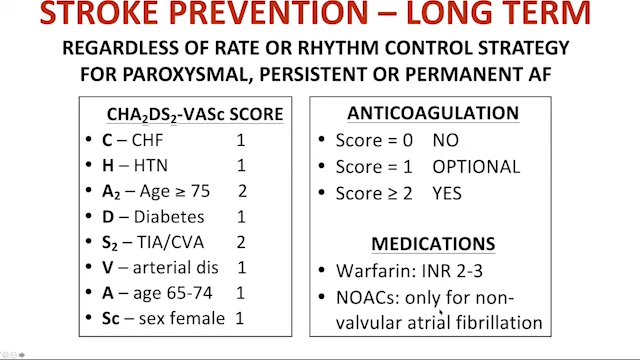 STROKE PREVENTION – LONG TERM
REGARDLESS OF RATE OR RHYTHM CONTROL STRATEGY
FOR PAROXYSMAL, PERSISTENT OR PERMANENT AF
CHA₂DS₂-VASc SCORE
• C – CHF 1
• H – HTN 1
• A₂ – Age ≥ 75 2
• D – Diabetes 1
• S₂ – TIA/CVA 2
• V – arterial dis 1
• A – age 65-74 1
• Sc – sex female 1
ANTICOAGULATION
• Score = 0 NO
• Score = 1 OPTIONAL
• Score ≥ 2 YES
MEDICATIONS
• Warfarin: INR 2-3
• NOACs: only for non-
valvular atrial fibrillation